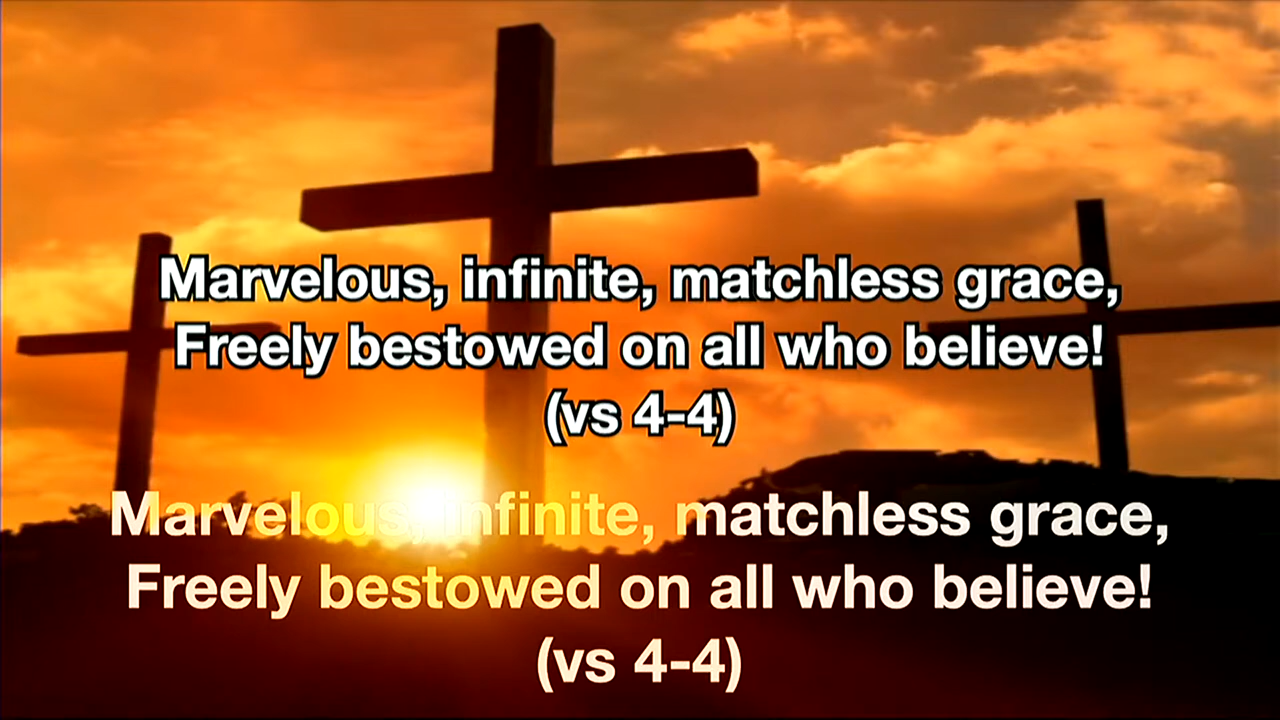 Marvelous, infinite, matchless grace,
Freely bestowed on all who believe!
(vs 4-4)
Marvelous, infinite, matchless grace,
Freely bestowed on all who believe!
(vs 4-4)